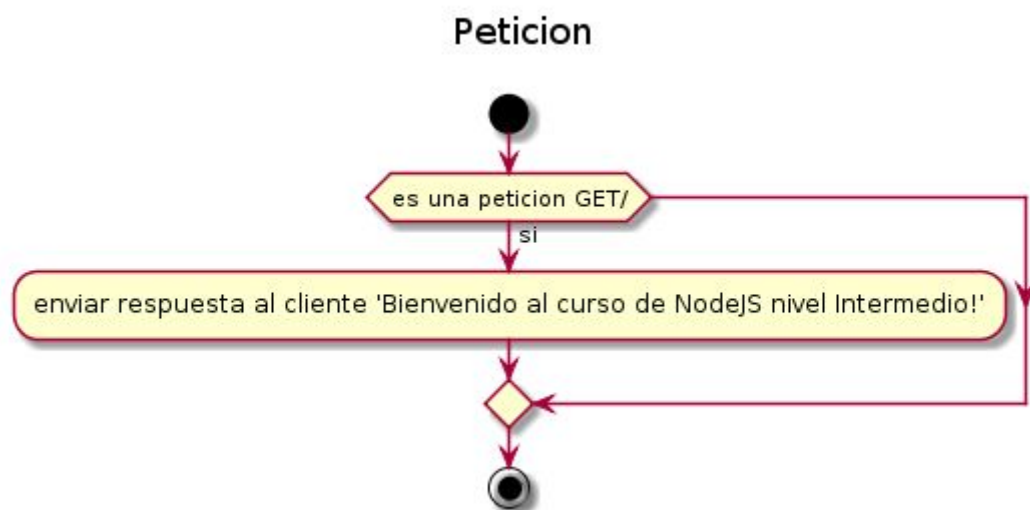 Peticion
es una peticion GET/
si
enviar respuesta al cliente 'Bienvenido al curso de NodeJS nivel Intermedio!'